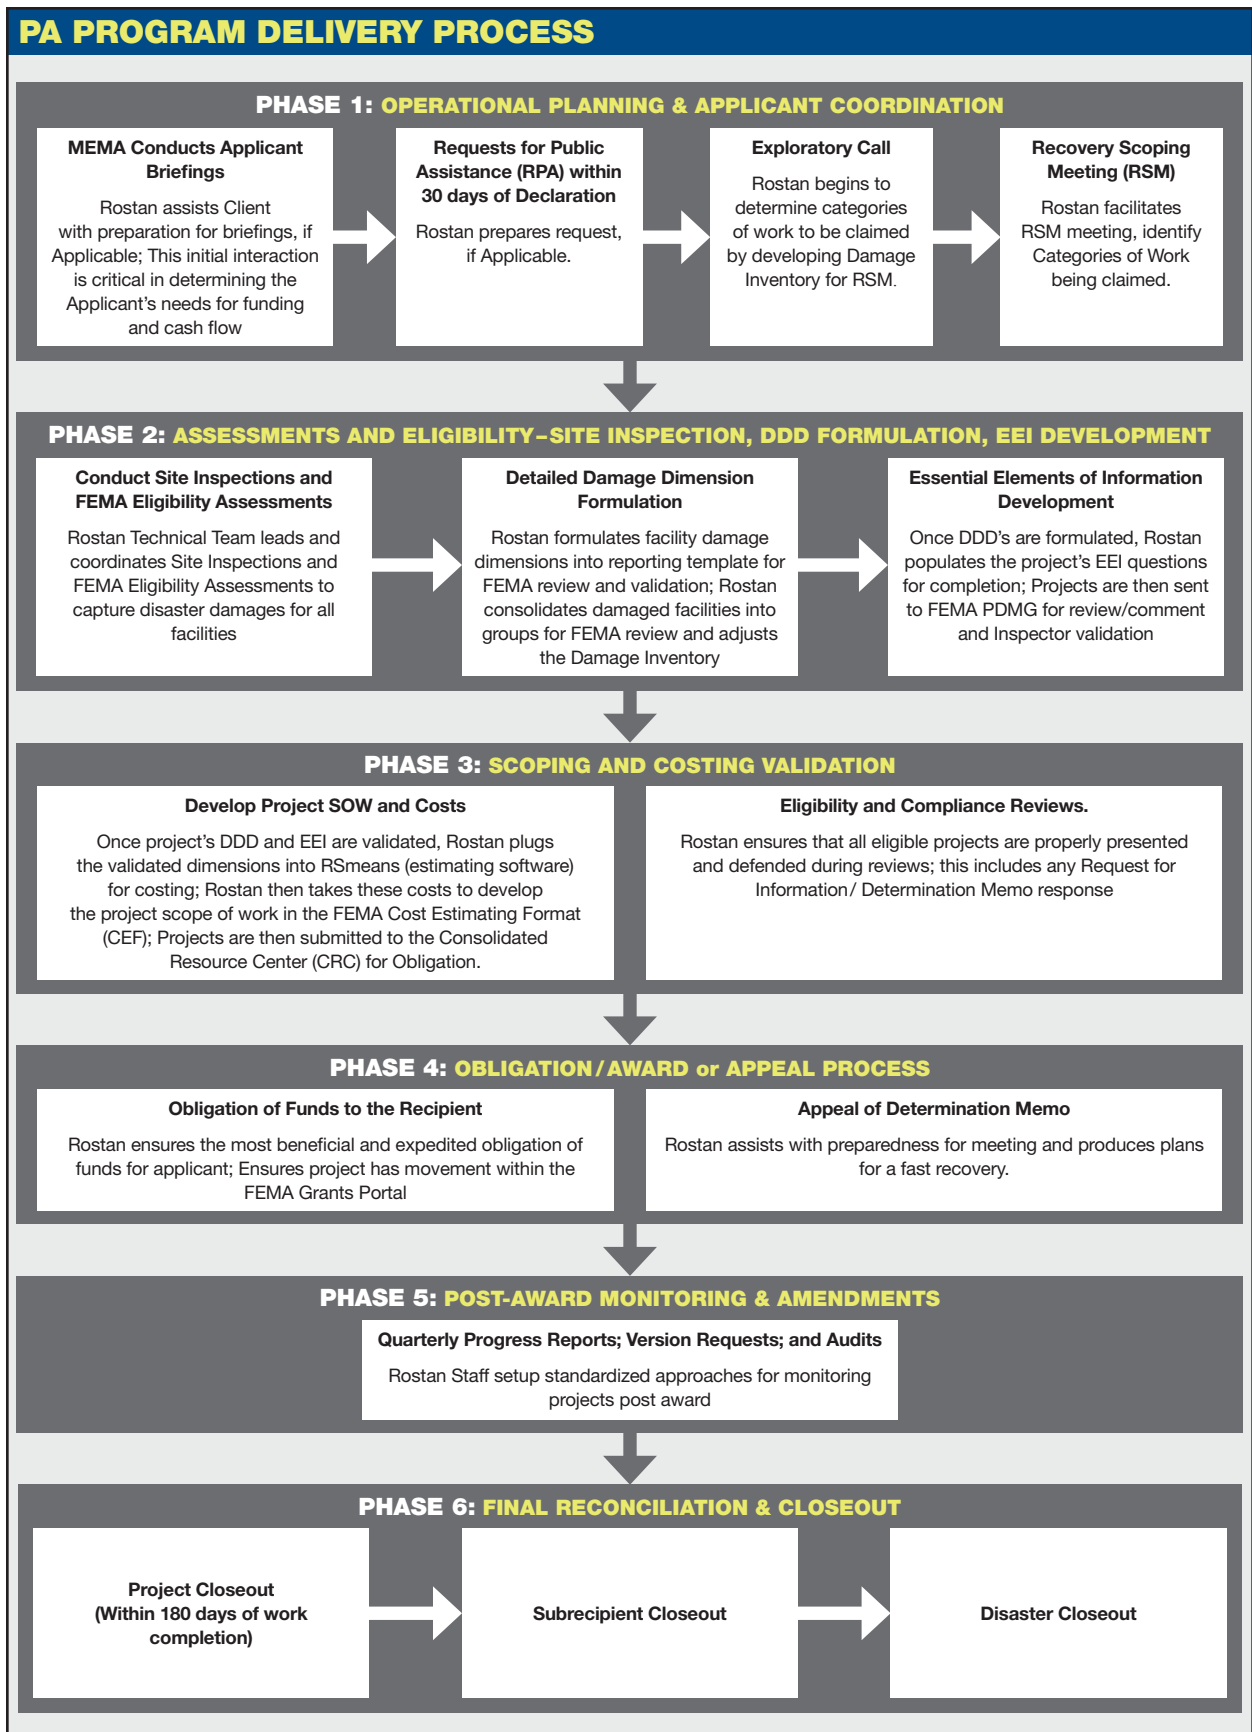 PA PROGRAM DELIVERY PROCESS
PHASE 1: OPERATIONAL PLANNING & APPLICANT COORDINATION
MEMA Conducts Applicant
Briefings
Rostan assists Client
with preparation for briefings, if
Applicable; This initial interaction
is critical in determining the
Applicant's needs for funding
and cash flow
Requests for Public
Assistance (RPA) within
30 days of Declaration
Rostan prepares request,
if Applicable.
Exploratory Call
Rostan begins to
determine categories
of work to be claimed
by developing Damage
Inventory for RSM.
Recovery Scoping
Meeting (RSM)
Rostan facilitates
RSM meeting, identify
Categories of Work
being claimed.
PHASE 2: ASSESSMENTS AND ELIGIBILITY–SITE INSPECTION, DDD FORMULATION, EEI DEVELOPMENT
Conduct Site Inspections and
FEMA Eligibility Assessments
Rostan Technical Team leads and
coordinates Site Inspections and
FEMA Eligibility Assessments to
capture disaster damages for all
facilities
Detailed Damage Dimension
Formulation
Rostan formulates facility damage
dimensions into reporting template for
FEMA review and validation; Rostan
consolidates damaged facilities into
groups for FEMA review and adjusts
the Damage Inventory
Essential Elements of Information
Development
Once DDD's are formulated, Rostan
populates the project's EEI questions
for completion; Projects are then sent
to FEMA PDMG for review/comment
and Inspector validation
PHASE 3: SCOPING AND COSTING VALIDATION
Develop Project SOW and Costs
Once project's DDD and EEI are validated, Rostan plugs
the validated dimensions into RSmeans (estimating software)
for costing; Rostan then takes these costs to develop
the project scope of work in the FEMA Cost Estimating Format
(CEF); Projects are then submitted to the Consolidated
Resource Center (CRC) for Obligation.
Eligibility and Compliance Reviews.
Rostan ensures that all eligible projects are properly presented
and defended during reviews; this includes any Request for
Information/ Determination Memo response
PHASE 4: OBLIGATION/AWARD or APPEAL PROCESS
Obligation of Funds to the Recipient
Rostan ensures the most beneficial and expedited obligation of
funds for applicant; Ensures project has movement within the
FEMA Grants Portal
Appeal of Determination Memo
Rostan assists with preparedness for meeting and produces plans
for a fast recovery.
PHASE 5: POST-AWARD MONITORING & AMENDMENTS
Quarterly Progress Reports; Version Requests; and Audits
Rostan Staff setup standardized approaches for monitoring
projects post award
PHASE 6: FINAL RECONCILIATION & CLOSEOUT
Project Closeout
(Within 180 days of work
completion)
Subrecipient Closeout
Disaster Closeout